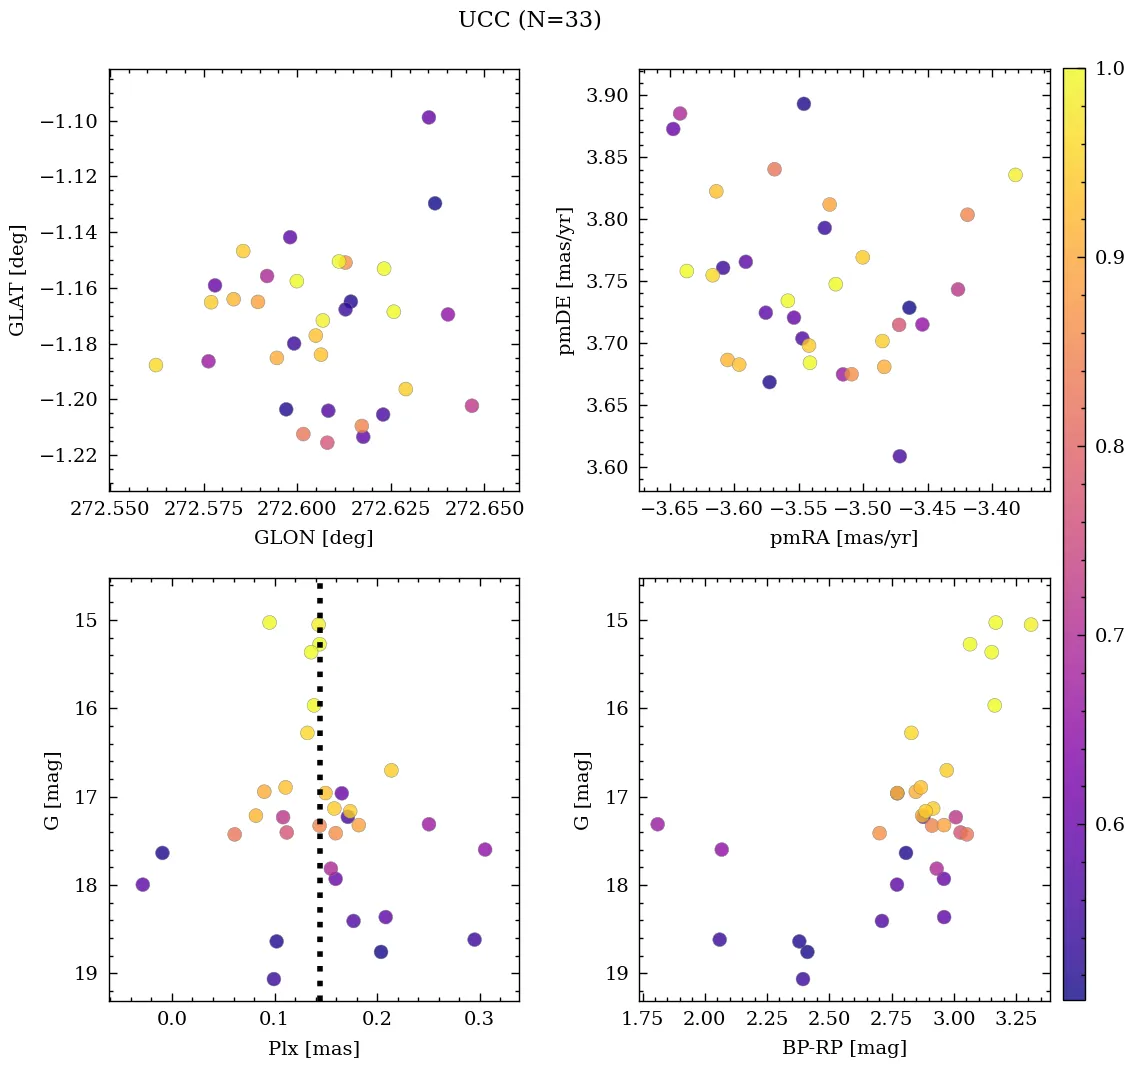 UCC (N=33)
−1.10
−1.12
−1.14
−1.16
−1.18
−1.20
−1.22
GLAT [deg]
272.550 272.575 272.600 272.625 272.650
GLON [deg]
3.90
3.85
3.80
3.75
3.70
3.65
3.60
pmDE [mas/yr]
−3.65 −3.60 −3.55 −3.50 −3.45 −3.40
pmRA [mas/yr]
1.0
0.9
0.8
0.7
0.6
15
16
17
18
19
G [mag]
0.0 0.1 0.2 0.3
Plx [mas]
15
16
17
18
19
G [mag]
1.75 2.00 2.25 2.50 2.75 3.00 3.25
BP-RP [mag]